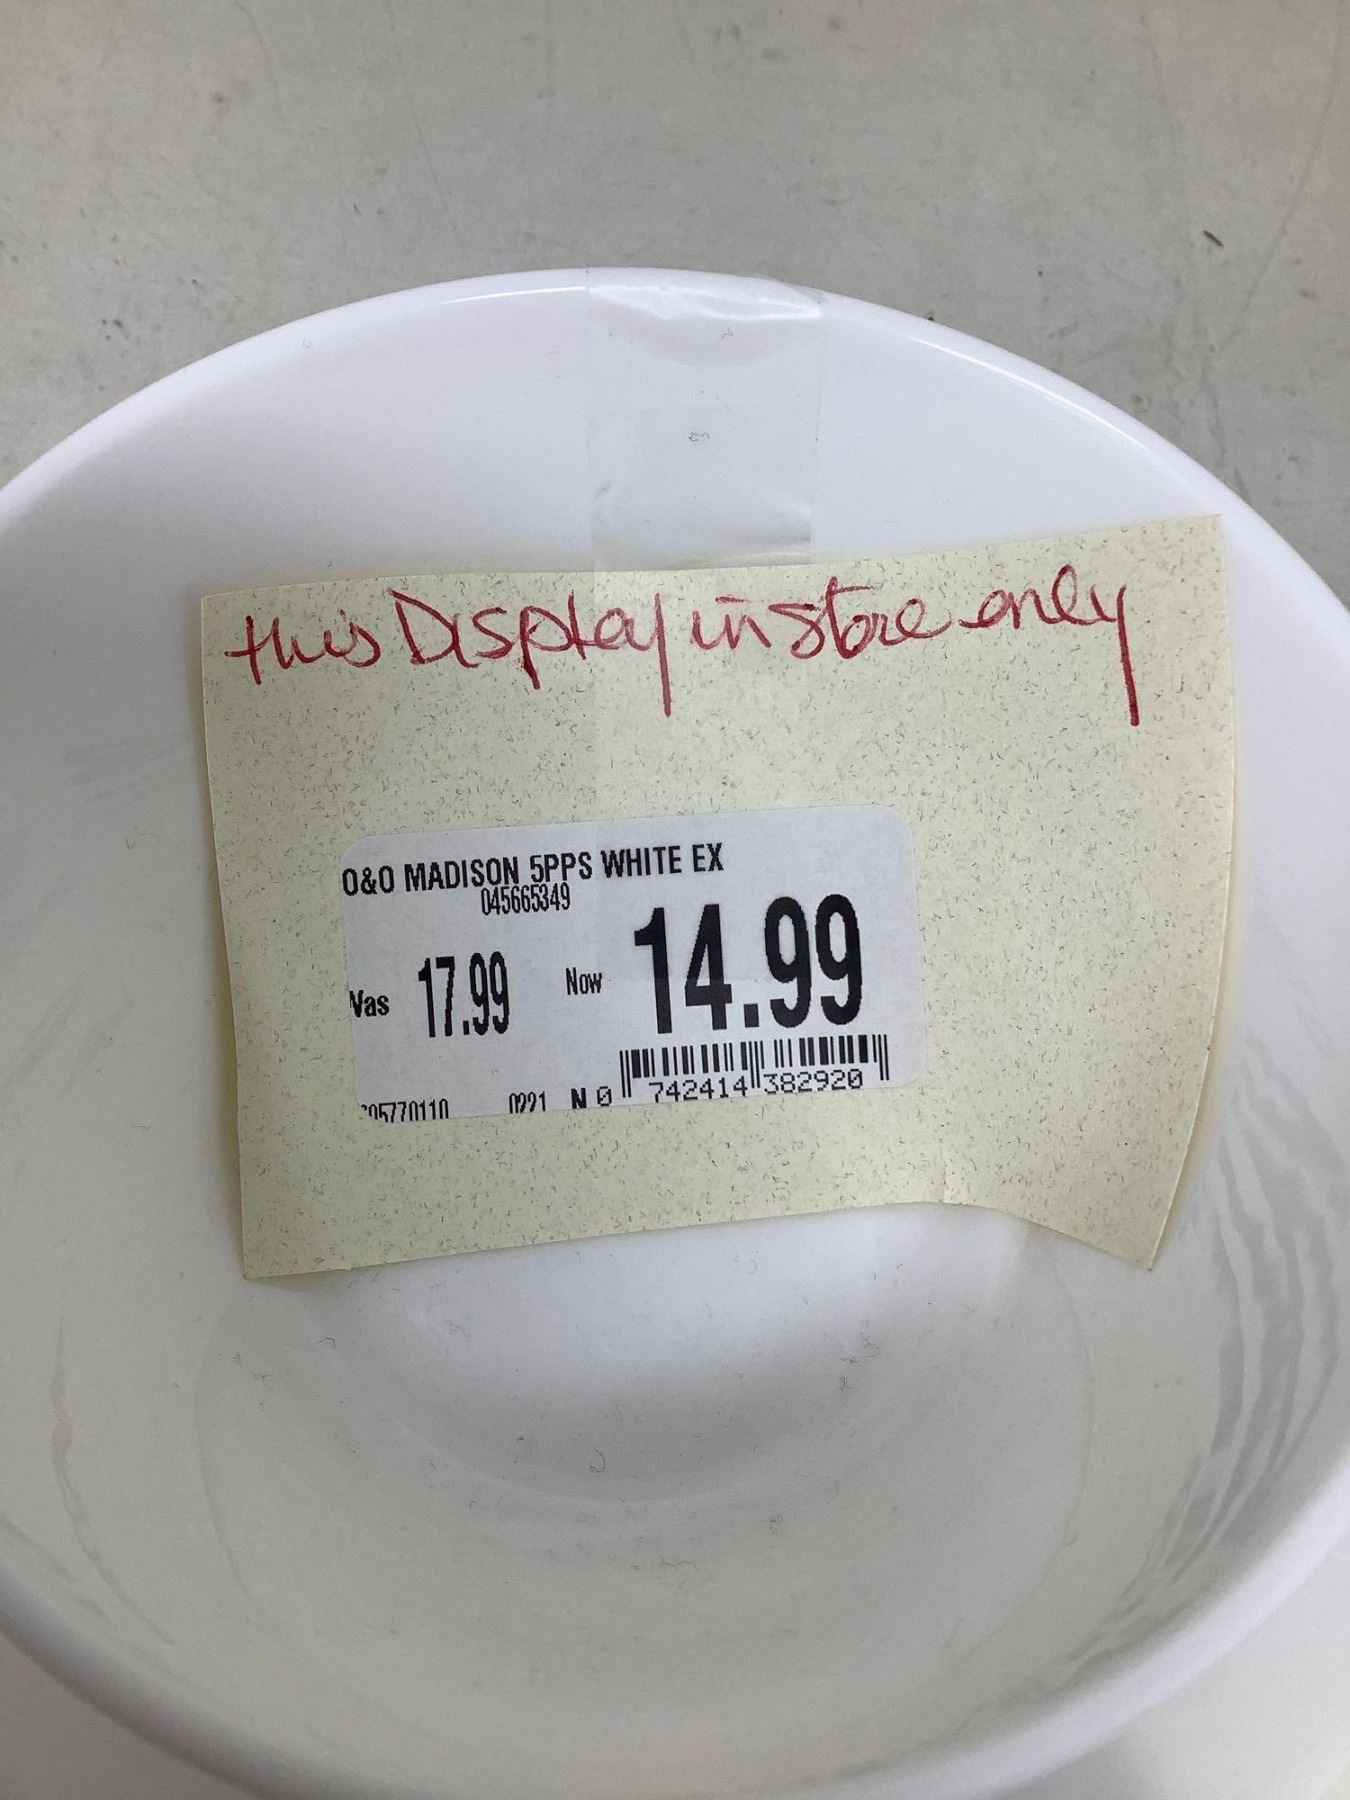 this Display in store only
O&O MADISON 5PPS WHITE EX
045665349
Was 17.99 Now 14.99
05770110 0221 N 0 742414 382920